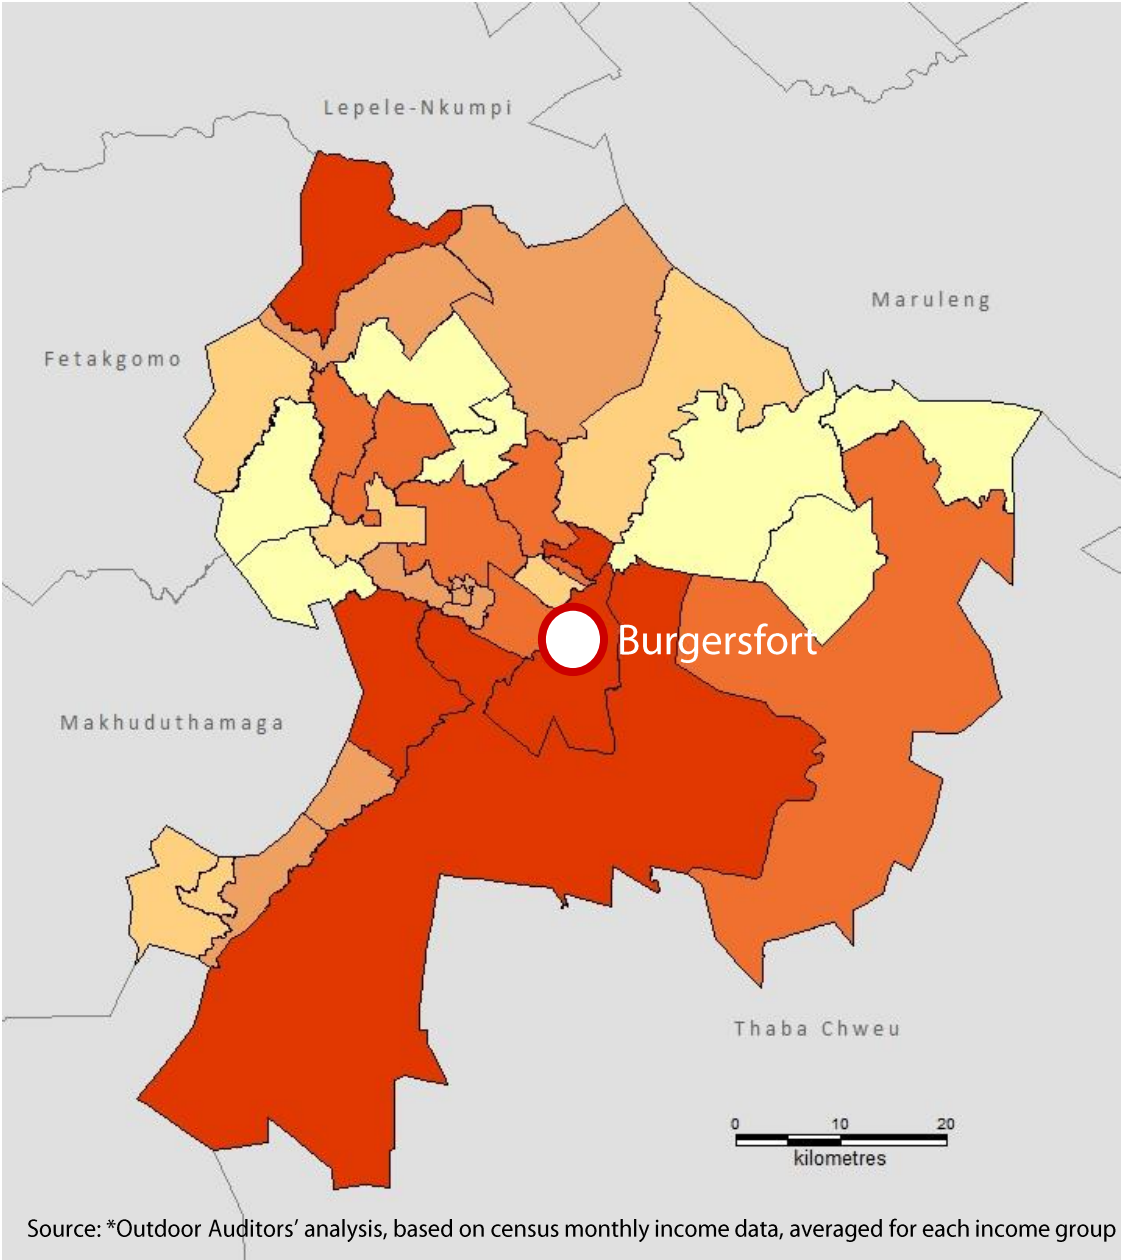 Lepele-Nkumpi
Maruleng
Fetakgomo
Burgersfort
Makhuduthamaga
Thaba Chweu
0 10 20
kilometres
Source: *Outdoor Auditors’ analysis, based on census monthly income data, averaged for each income group